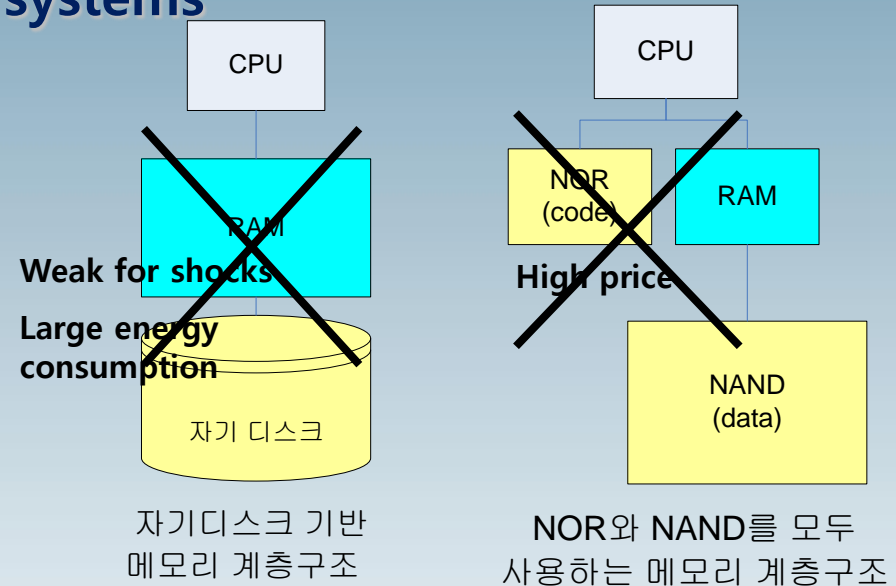 systems
CPU
RAM
Weak for shocks
Large energy
consumption
자기 디스크
자기디스크 기반
메모리 계층구조
CPU
NOR
(code)
RAM
High price
NAND
(data)
NOR와 NAND를 모두
사용하는 메모리 계층구조